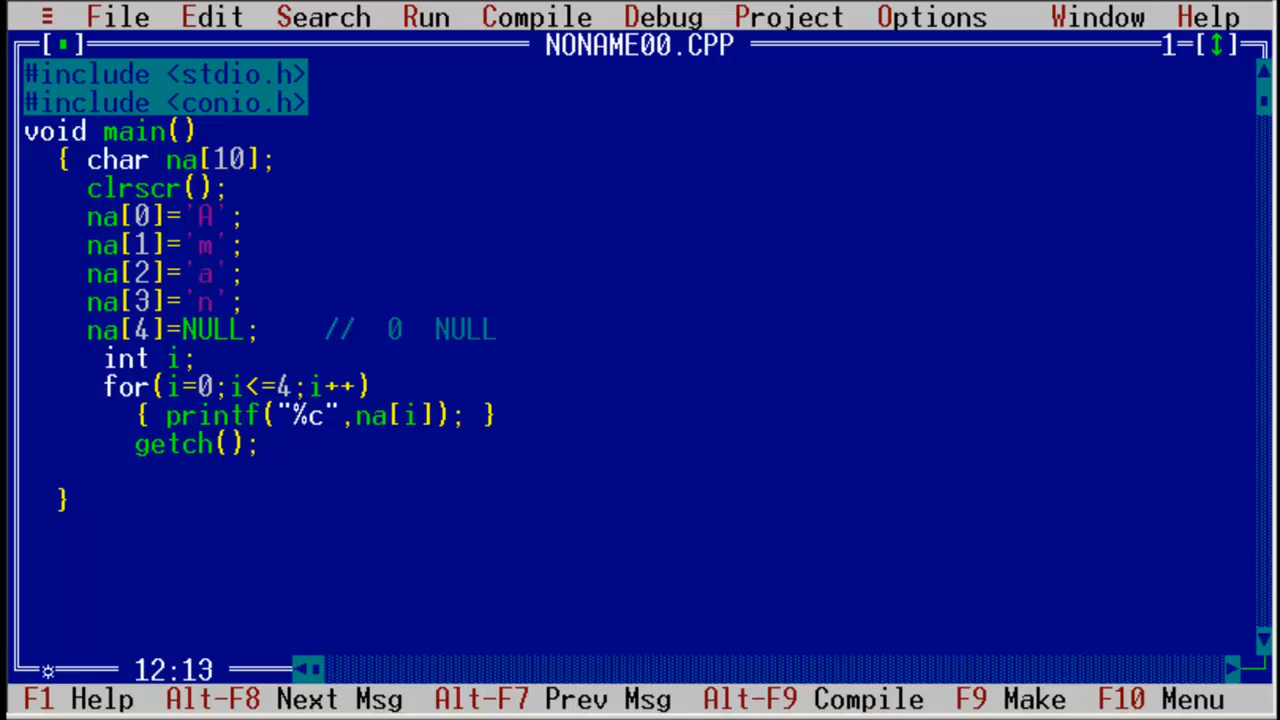 ≡ File Edit Search Run Compile Debug Project Options Window Help
[▪] NONAME00.CPP 1=[↕]
#include <stdio.h>
#include <conio.h>
void main()
{ char na[10];
clrscr();
na[0]='A';
na[1]='m';
na[2]='a';
na[3]='n';
na[4]=NULL; // 0 NULL
int i;
for(i=0;i<=4;i++)
{ printf("%c",na[i]); }
getch();
}
12:13
F1 Help Alt-F8 Next Msg Alt-F7 Prev Msg Alt-F9 Compile F9 Make F10 Menu